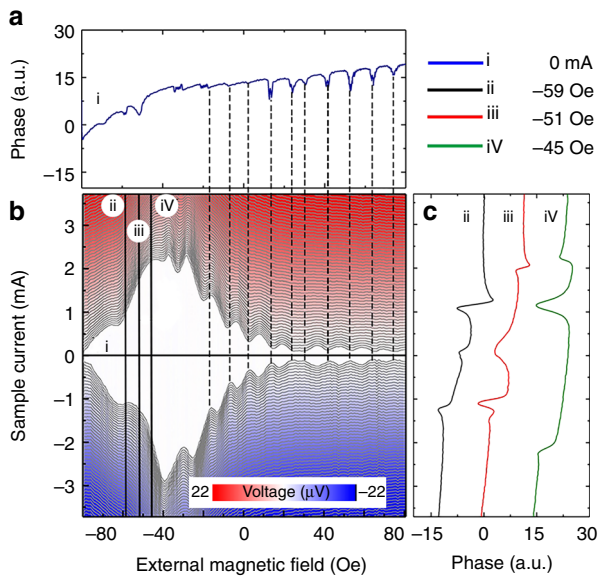 a
30
15
0
−15
Phase (a.u.)
i
i 0 mA
ii −59 Oe
iii −51 Oe
iV −45 Oe
b
ii
iii
iV
i
3
2
1
0
−1
−2
−3
Sample current (mA)
22 Voltage (μV) −22
−80
−40
0
40
80
External magnetic field (Oe)
c
ii
iii
iV
−15
0
15
30
Phase (a.u.)